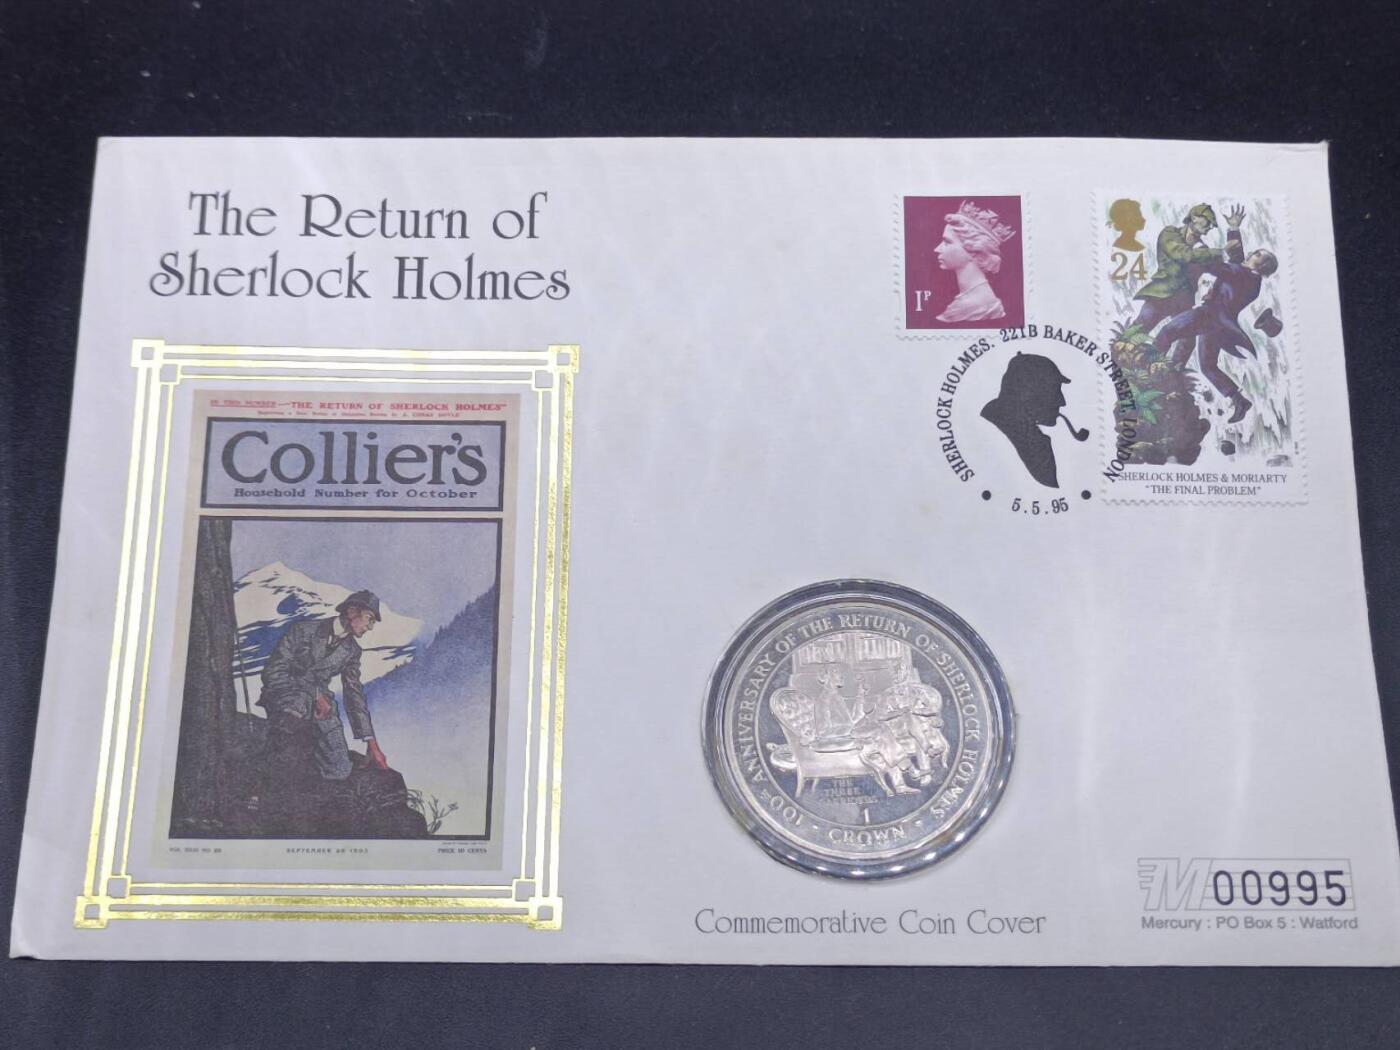 The Return of
Sherlock Holmes
IN THIS NUMBER—"THE RETURN OF SHERLOCK HOLMES"
Collier's
Household Number for October
SEPTEMBER 26 1903
PRICE 10 CENTS
1P
24
SHERLOCK HOLMES & MORIARTY
"THE FINAL PROBLEM"
SHERLOCK HOLMES. 221B BAKER STREET, LONDON
5.5.95
100th ANNIVERSARY OF THE RETURN OF SHERLOCK HOLMES
THE
THREE
GARRIDEBS
1
CROWN
Commemorative Coin Cover
M 00995
Mercury : PO Box 5 : Watford